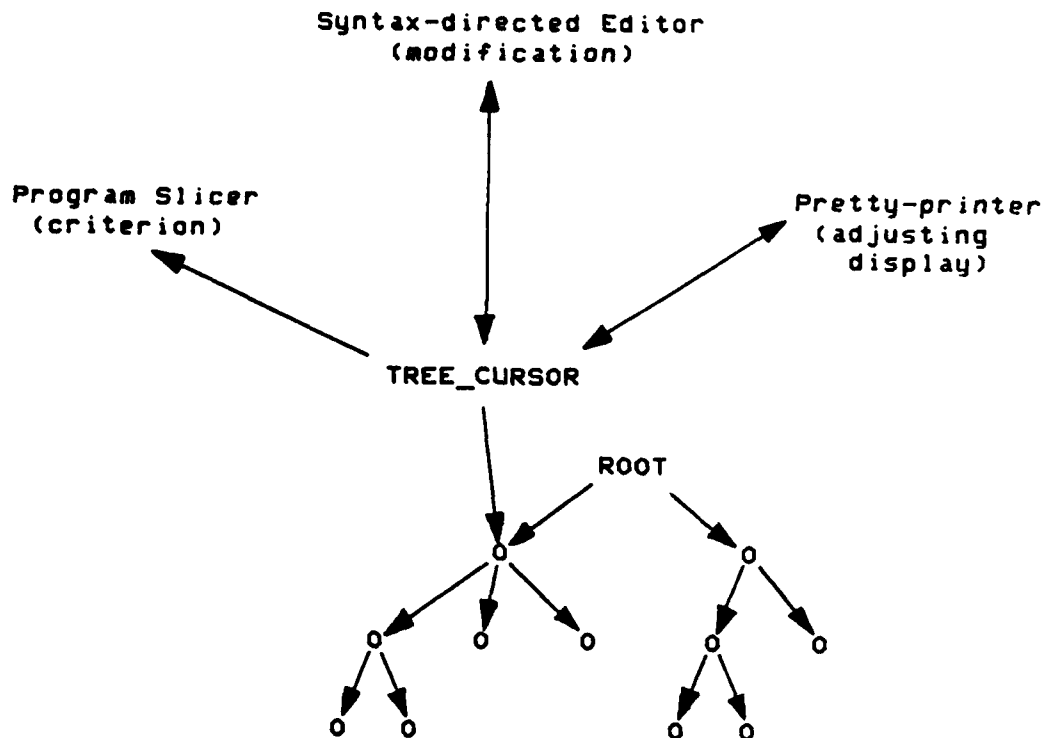 Syntax-directed Editor
(modification)
Program Slicer
(criterion)
Pretty-printer
(adjusting
display)
TREE_CURSOR
ROOT
O
O
O
O
O
O
O
O
O
O
O